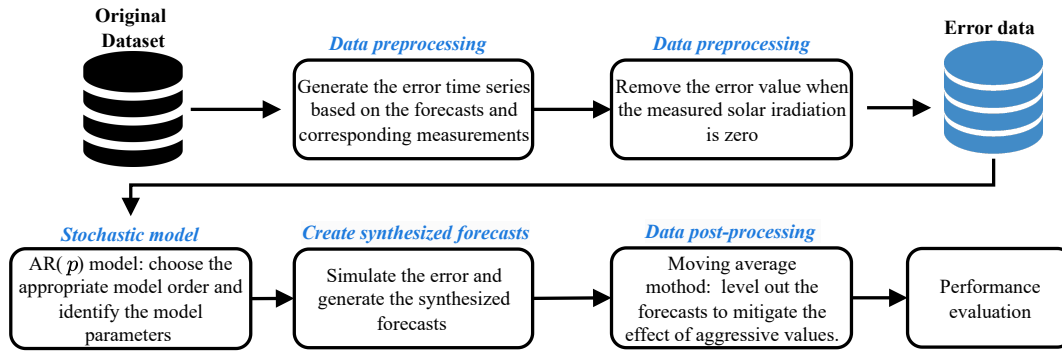 Original
Dataset
Data preprocessing
Generate the error time series
based on the forecasts and
corresponding measurements
Data preprocessing
Remove the error value when
the measured solar irradiation
is zero
Error data
Stochastic model
AR( p) model: choose the
appropriate model order and
identify the model
parameters
Create synthesized forecasts
Simulate the error and
generate the synthesized
forecasts
Data post-processing
Moving average
mothod: level out the
forecasts to mitigate the
effect of aggressive values.
Performance
evaluation